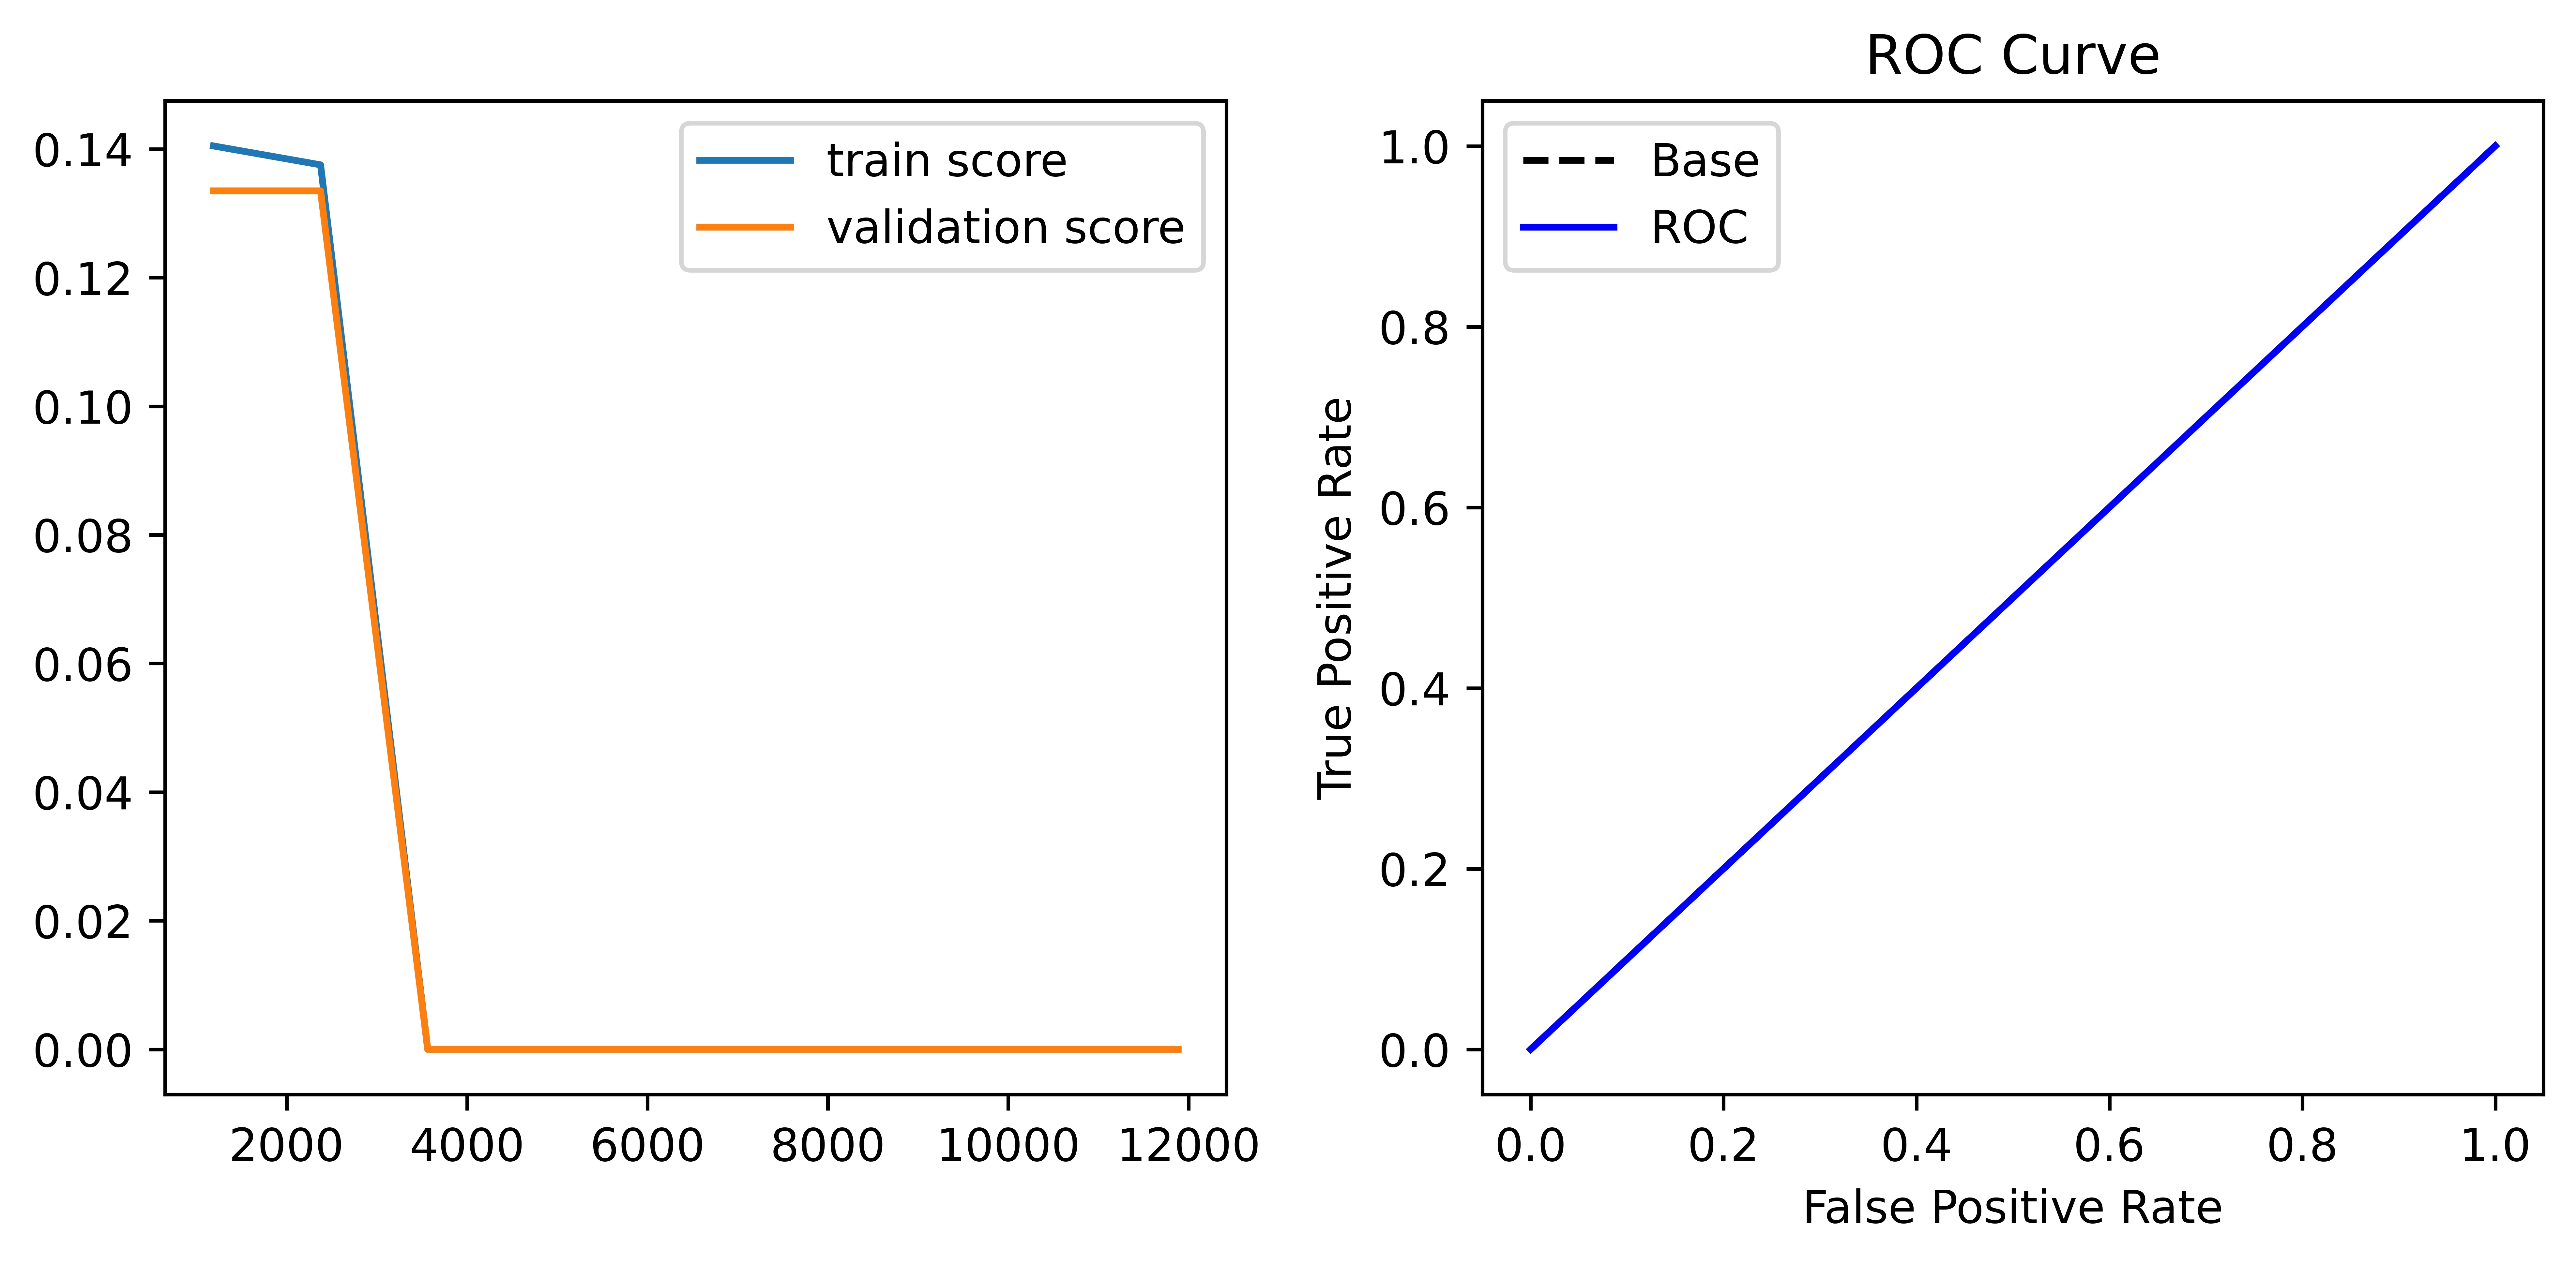 train score
validation score
0.14
0.12
0.10
0.08
0.06
0.04
0.02
0.00
2000 4000 6000 8000 10000 12000
ROC Curve
Base
ROC
True Positive Rate
1.0
0.8
0.6
0.4
0.2
0.0
0.0 0.2 0.4 0.6 0.8 1.0
False Positive Rate